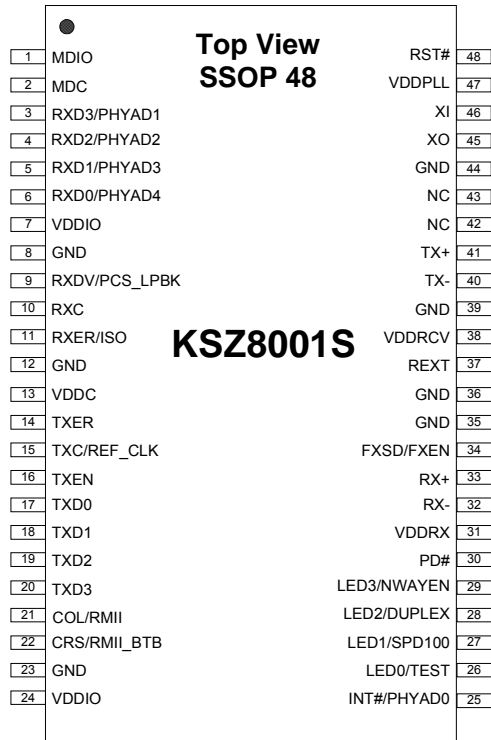 Top View
SSOP 48
KSZ8001S
1 MDIO
2 MDC
3 RXD3/PHYAD1
4 RXD2/PHYAD2
5 RXD1/PHYAD3
6 RXD0/PHYAD4
7 VDDIO
8 GND
9 RXDV/PCS_LPBK
10 RXC
11 RXER/ISO
12 GND
13 VDDC
14 TXER
15 TXC/REF_CLK
16 TXEN
17 TXD0
18 TXD1
19 TXD2
20 TXD3
21 COL/RMII
22 CRS/RMII_BTB
23 GND
24 VDDIO
RST# 48
VDDPLL 47
XI 46
XO 45
GND 44
NC 43
NC 42
TX+ 41
TX- 40
GND 39
VDDRCV 38
REXT 37
GND 36
GND 35
FXSD/FXEN 34
RX+ 33
RX- 32
VDDRX 31
PD# 30
LED3/NWAYEN 29
LED2/DUPLEX 28
LED1/SPD100 27
LED0/TEST 26
INT#/PHYAD0 25